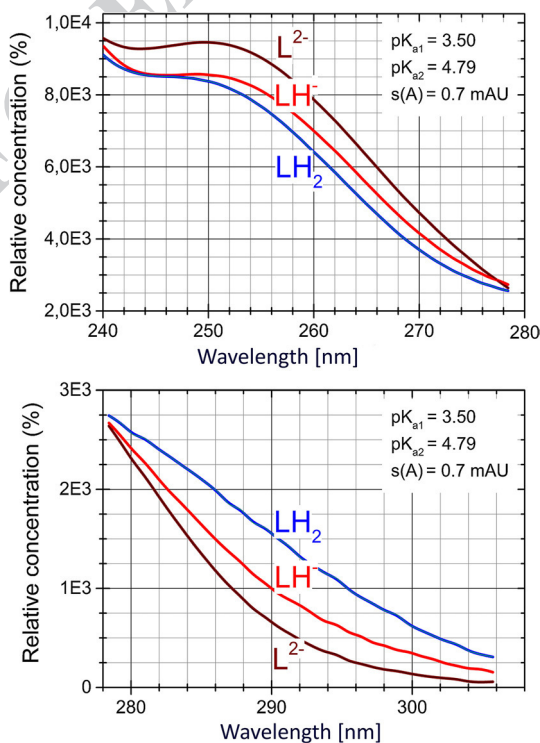 1,0E4
8,0E3
6,0E3
4,0E3
2,0E3
Relative concentration (%)
L²⁻
LH⁻
LH₂
pKₐ₁ = 3.50
pKₐ₂ = 4.79
s(A) = 0.7 mAU
240 250 260 270 280
Wavelength [nm]
3E3
2E3
1E3
0
Relative concentration (%)
pKₐ₁ = 3.50
pKₐ₂ = 4.79
s(A) = 0.7 mAU
LH₂
LH⁻
L²⁻
280 290 300
Wavelength [nm]